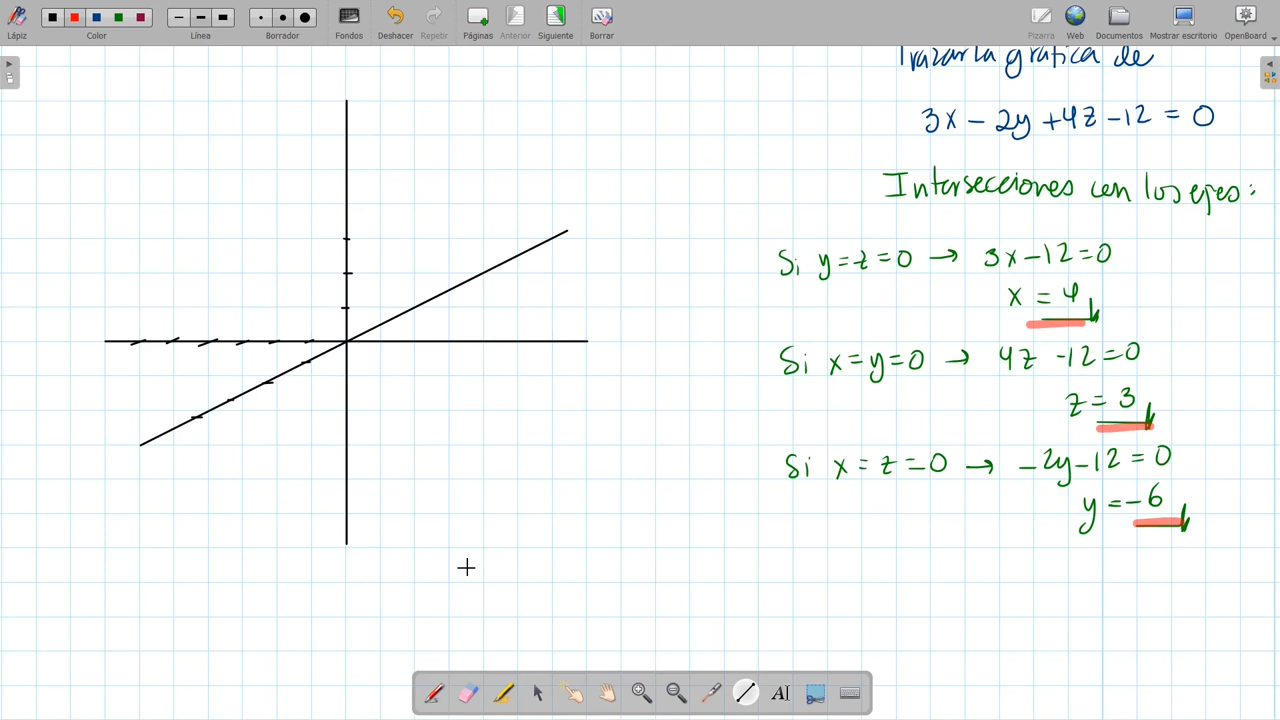 Lápiz Color Línea Borrador Fondos Deshacer Repetir Páginas Anterior Siguiente Borrar Pizarra Web Documentos Mostrar escritorio OpenBoard
Trazar la gráfica de
3x - 2y + 4z - 12 = 0
Intersecciones con los ejes:
Si y = z = 0 → 3x - 12 = 0
x = 4
Si x = y = 0 → 4z - 12 = 0
z = 3
Si x = z = 0 → -2y - 12 = 0
y = -6
AI